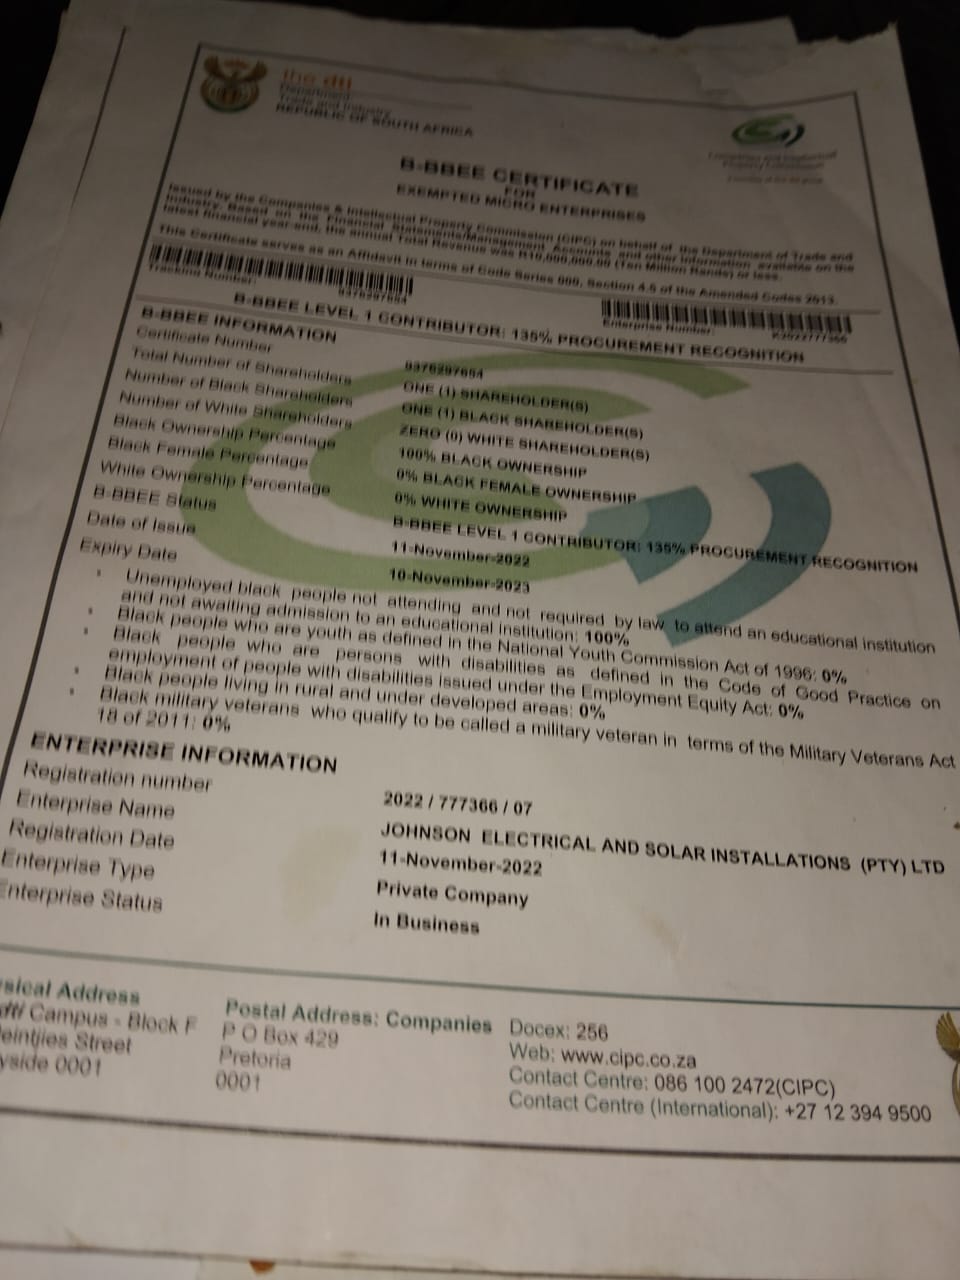 the dti
Department:
Trade and Industry
REPUBLIC OF SOUTH AFRICA
B-BBEE CERTIFICATE
FOR
EXEMPTED MICRO ENTERPRISES
Issued by the Companies & Intellectual Property Commission (CIPC) on behalf of the Department of Trade and
Industry. Based on the Financial Statements/Management Accounts and other information available on the
latest financial year-end, the annual Total Revenue was R10,000,000.00 (Ten Million Rands) or less.
This Certificate serves as an Affidavit in terms of Code Series 000, Section 4.5 of the Amended Codes 2013.
Tracking Number: 9376297654
Enterprise Number: K2022777366
B-BBEE LEVEL 1 CONTRIBUTOR: 135% PROCUREMENT RECOGNITION
B-BBEE INFORMATION
Certificate Number 9376297654
Total Number of Shareholders ONE (1) SHAREHOLDER(S)
Number of Black Shareholders ONE (1) BLACK SHAREHOLDER(S)
Number of White Shareholders ZERO (0) WHITE SHAREHOLDER(S)
Black Ownership Percentage 100% BLACK OWNERSHIP
Black Female Percentage 0% BLACK FEMALE OWNERSHIP
White Ownership Percentage 0% WHITE OWNERSHIP
B-BBEE Status B-BBEE LEVEL 1 CONTRIBUTOR: 135% PROCUREMENT RECOGNITION
Date of Issue 11-November-2022
Expiry Date 10-November-2023
• Unemployed black people not attending and not required by law to attend an educational institution
and not awaiting admission to an educational institution: 100%
• Black people who are youth as defined in the National Youth Commission Act of 1996: 0%
• Black people who are persons with disabilities as defined in the Code of Good Practice on
employment of people with disabilities issued under the Employment Equity Act: 0%
• Black people living in rural and under developed areas: 0%
• Black military veterans who qualify to be called a military veteran in terms of the Military Veterans Act
18 of 2011: 0%
ENTERPRISE INFORMATION
Registration number 2022 / 777366 / 07
Enterprise Name JOHNSON ELECTRICAL AND SOLAR INSTALLATIONS (PTY) LTD
Registration Date 11-November-2022
Enterprise Type Private Company
Enterprise Status In Business
sical Address
dti Campus - Block F
eintjies Street
yside 0001
Postal Address: Companies
P O Box 429
Pretoria
0001
Docex: 256
Web: www.cipc.co.za
Contact Centre: 086 100 2472(CIPC)
Contact Centre (International): +27 12 394 9500